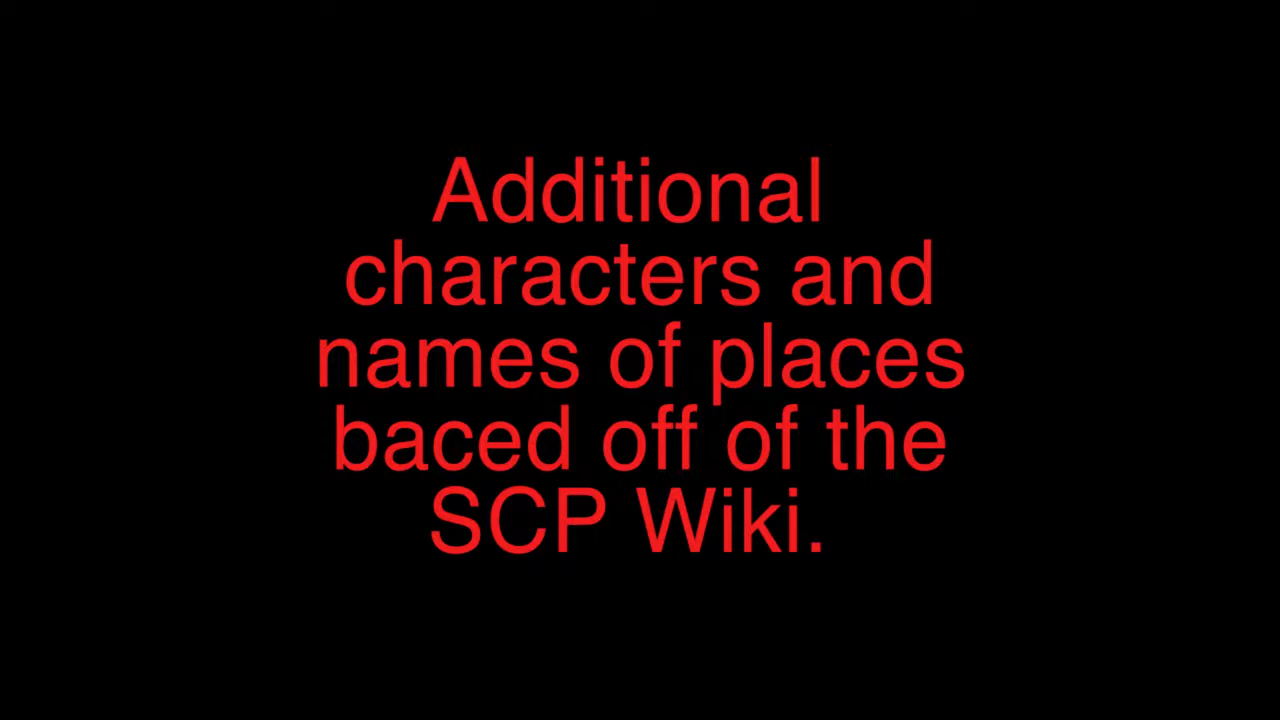 Additional
characters and
names of places
baced off of the
SCP Wiki.